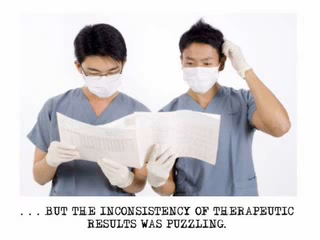 . . . BUT THE INCONSISTENCY OF THERAPEUTIC
RESULTS WAS PUZZLING.